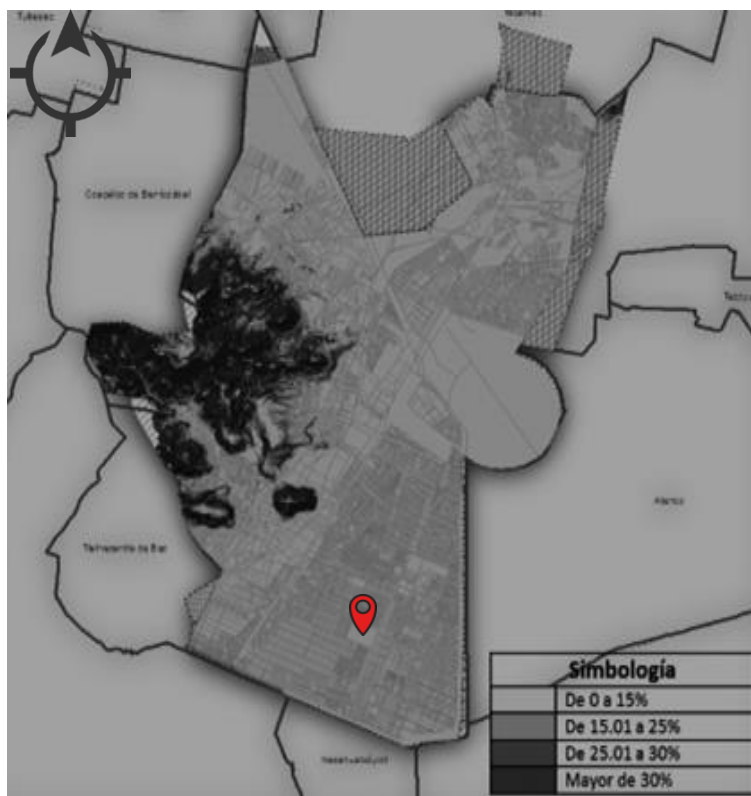 Coacalco de Berriozábal
Tlalnepantla de Baz
Atenco
Simbología
De 0 a 15%
De 15.01 a 25%
De 25.01 a 30%
Mayor de 30%